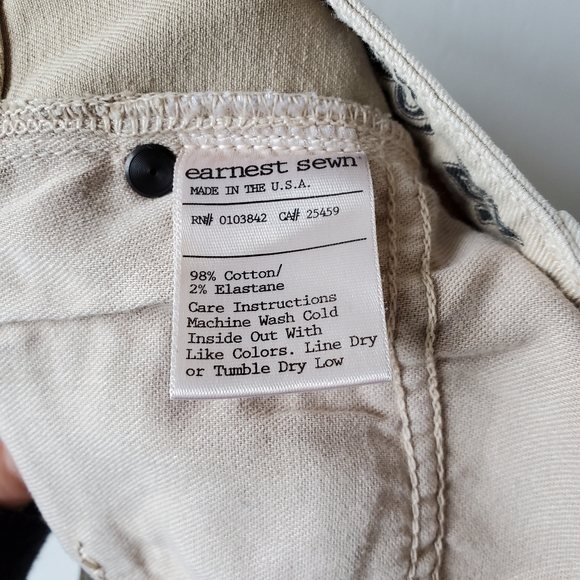 earnest sewn
MADE IN THE U.S.A.
RN# 0103842 CA# 25459
98% Cotton/
2% Elastane
Care Instructions
Machine Wash Cold
Inside Out With
Like Colors. Line Dry
or Tumble Dry Low